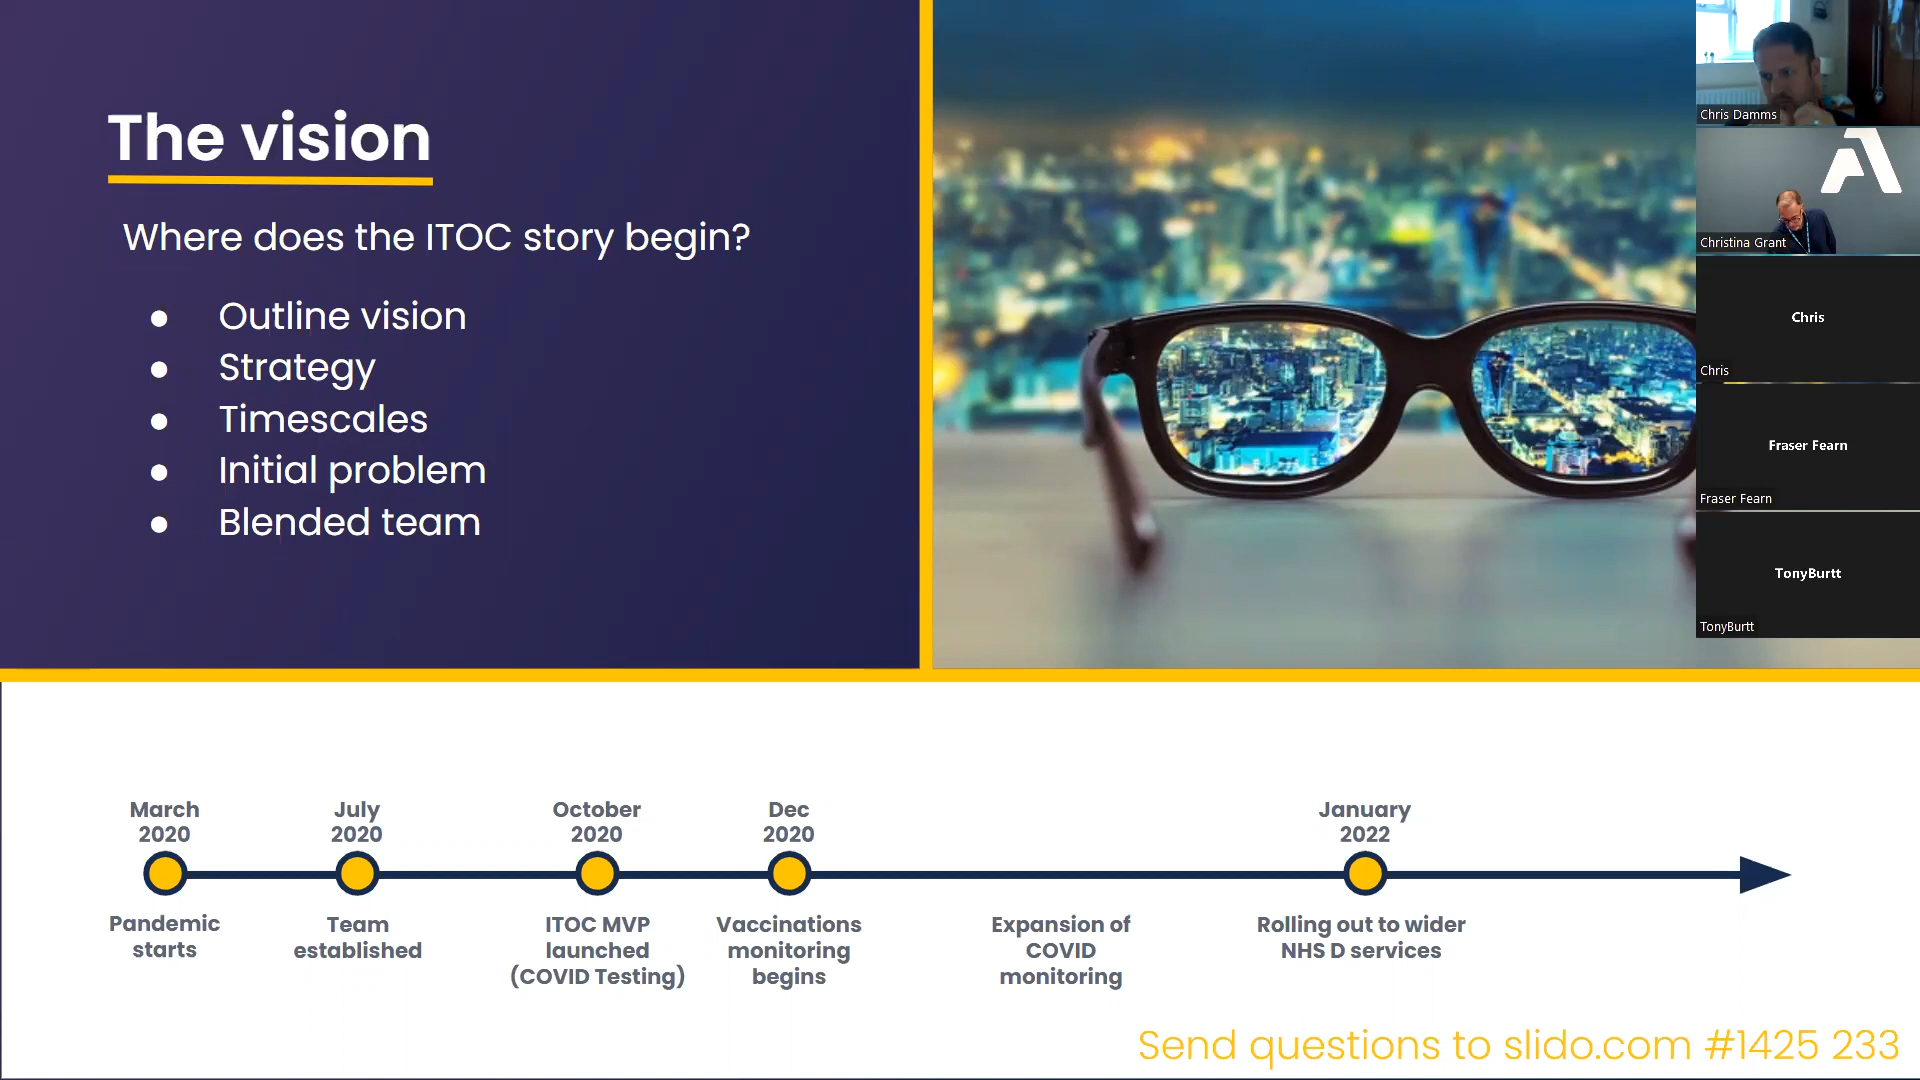 The vision
Where does the ITOC story begin?
● Outline vision
● Strategy
● Timescales
● Initial problem
● Blended team
Chris Damms
Christina Grant
Chris
Chris
Fraser Fearn
Fraser Fearn
TonyBurtt
TonyBurtt
March
2020
Pandemic
starts
July
2020
Team
established
October
2020
ITOC MVP
launched
(COVID Testing)
Dec
2020
Vaccinations
monitoring
begins
Expansion of
COVID
monitoring
January
2022
Rolling out to wider
NHS D services
Send questions to slido.com #1425 233